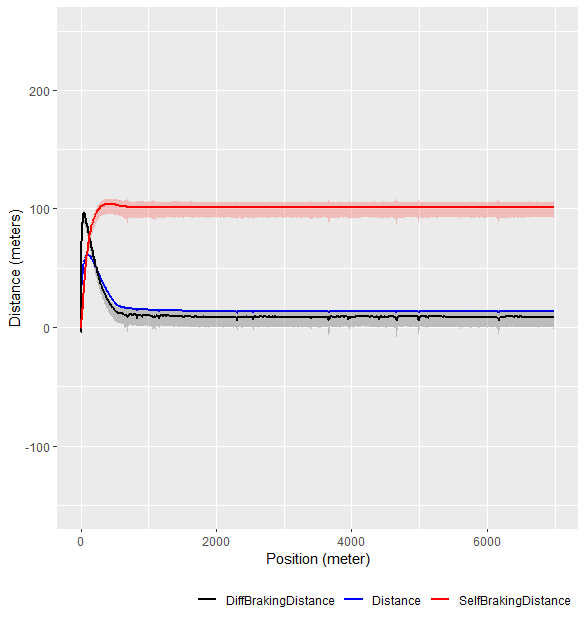 200
100
0
-100
Distance (meters)
0 2000 4000 6000
Position (meter)
DiffBrakingDistance Distance SelfBrakingDistance